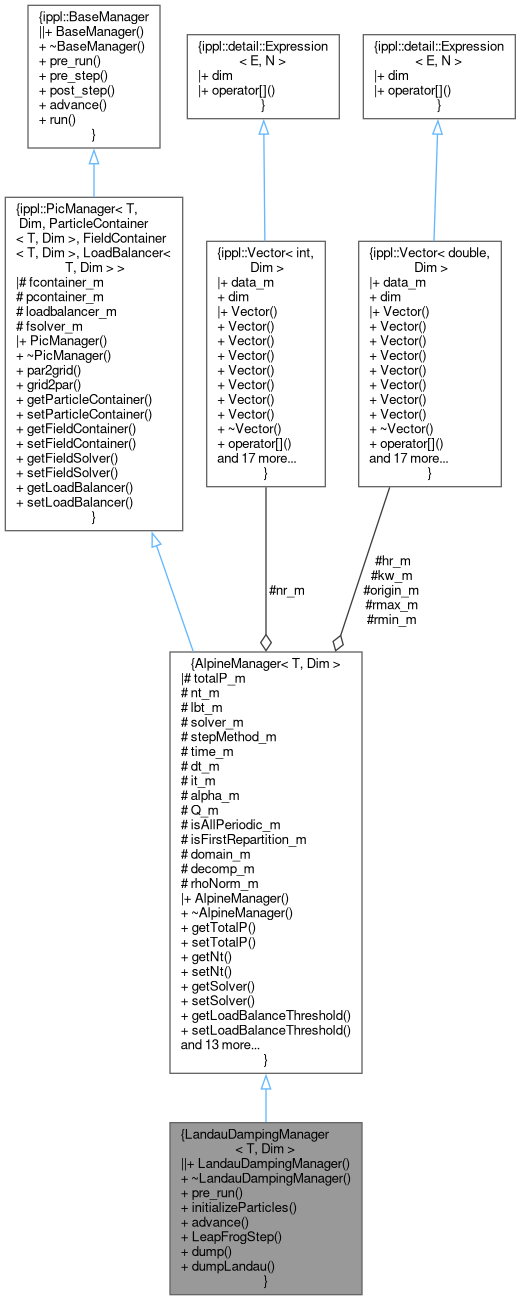 {ippl::BaseManager
||+ BaseManager()
+ ~BaseManager()
+ pre_run()
+ pre_step()
+ post_step()
+ advance()
+ run()
}
{ippl::detail::Expression
< E, N >
|+ dim
|+ operator[]()
}
{ippl::detail::Expression
< E, N >
|+ dim
|+ operator[]()
}
{ippl::PicManager< T,
Dim, ParticleContainer
< T, Dim >, FieldContainer
< T, Dim >, LoadBalancer<
T, Dim > >
|# fcontainer_m
# pcontainer_m
# loadbalancer_m
# fsolver_m
|+ PicManager()
+ ~PicManager()
+ par2grid()
+ grid2par()
+ getParticleContainer()
+ setParticleContainer()
+ getFieldContainer()
+ setFieldContainer()
+ getFieldSolver()
+ setFieldSolver()
+ getLoadBalancer()
+ setLoadBalancer()
}
{ippl::Vector< int,
Dim >
|+ data_m
+ dim
|+ Vector()
+ Vector()
+ Vector()
+ Vector()
+ Vector()
+ Vector()
+ Vector()
+ Vector()
+ ~Vector()
+ operator[]()
and 17 more...
}
{ippl::Vector< double,
Dim >
|+ data_m
+ dim
|+ Vector()
+ Vector()
+ Vector()
+ Vector()
+ Vector()
+ Vector()
+ Vector()
+ Vector()
+ ~Vector()
+ operator[]()
and 17 more...
}
#nr_m
#hr_m
#kw_m
#origin_m
#rmax_m
#rmin_m
{AlpineManager< T, Dim >
|# totalP_m
# nt_m
# lbt_m
# solver_m
# stepMethod_m
# time_m
# dt_m
# it_m
# alpha_m
# Q_m
# isAllPeriodic_m
# isFirstRepartition_m
# domain_m
# decomp_m
# rhoNorm_m
|+ AlpineManager()
+ ~AlpineManager()
+ getTotalP()
+ setTotalP()
+ getNt()
+ setNt()
+ getSolver()
+ setSolver()
+ getLoadBalanceThreshold()
+ setLoadBalanceThreshold()
and 13 more...
}
{LandauDampingManager
< T, Dim >
||+ LandauDampingManager()
+ ~LandauDampingManager()
+ pre_run()
+ initializeParticles()
+ advance()
+ LeapFrogStep()
+ dump()
+ dumpLandau()
}